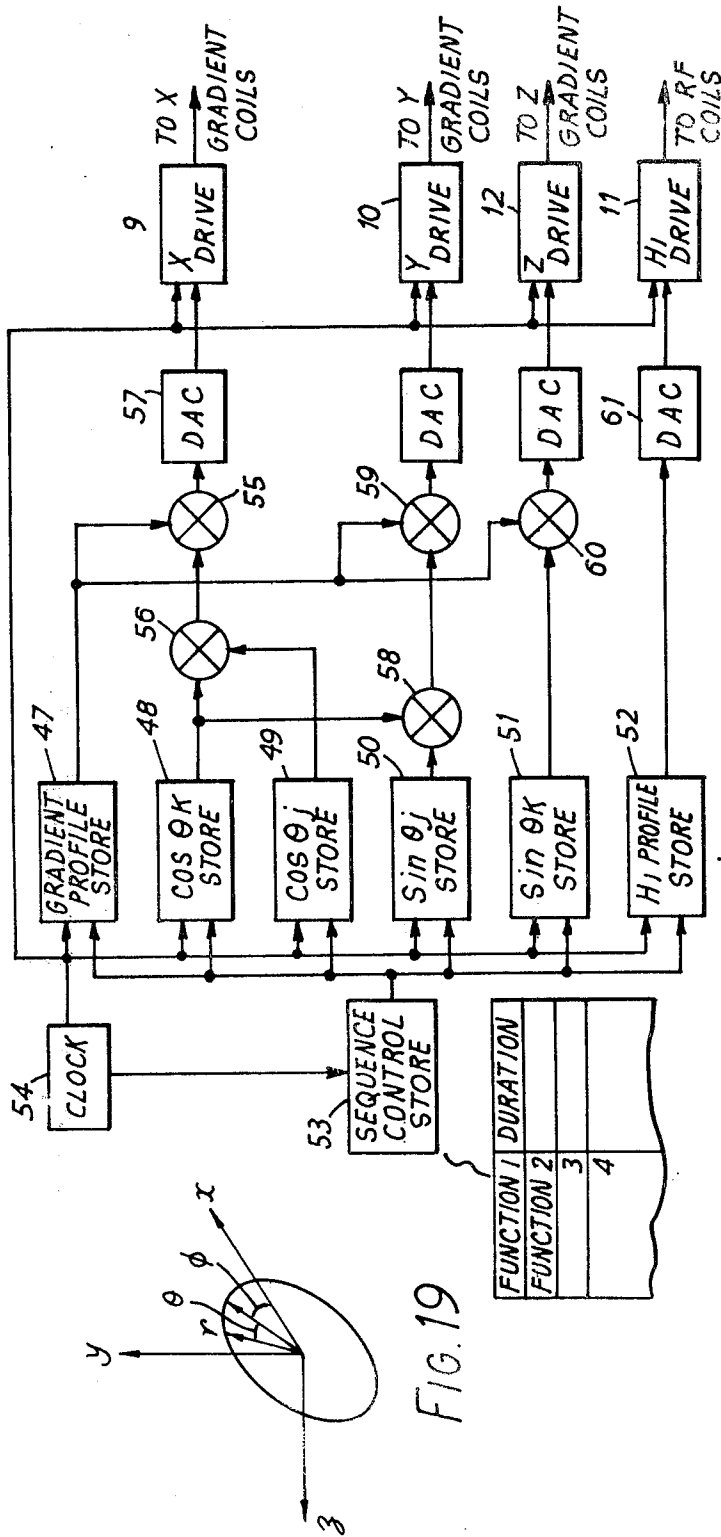 54
CLOCK
53
SEQUENCE
CONTROL
STORE
FUNCTION 1 DURATION
FUNCTION 2
3
4
y
x
z
r
θ
ϕ
FIG. 19
47
GRADIENT
PROFILE
STORE
48
COS θK
STORE
49
COS θj
STORE
50
Sin θj
STORE
51
Sin θK
STORE
52
H1 PROFILE
STORE
56
55
58
59
60
57
DAC
DAC
DAC
61
DAC
9
X
DRIVE
TO X
GRADIENT
COILS
10
Y
DRIVE
TO Y
GRADIENT
COILS
12
Z
DRIVE
TO Z
GRADIENT
COILS
11
H1
DRIVE
TO RF
COILS